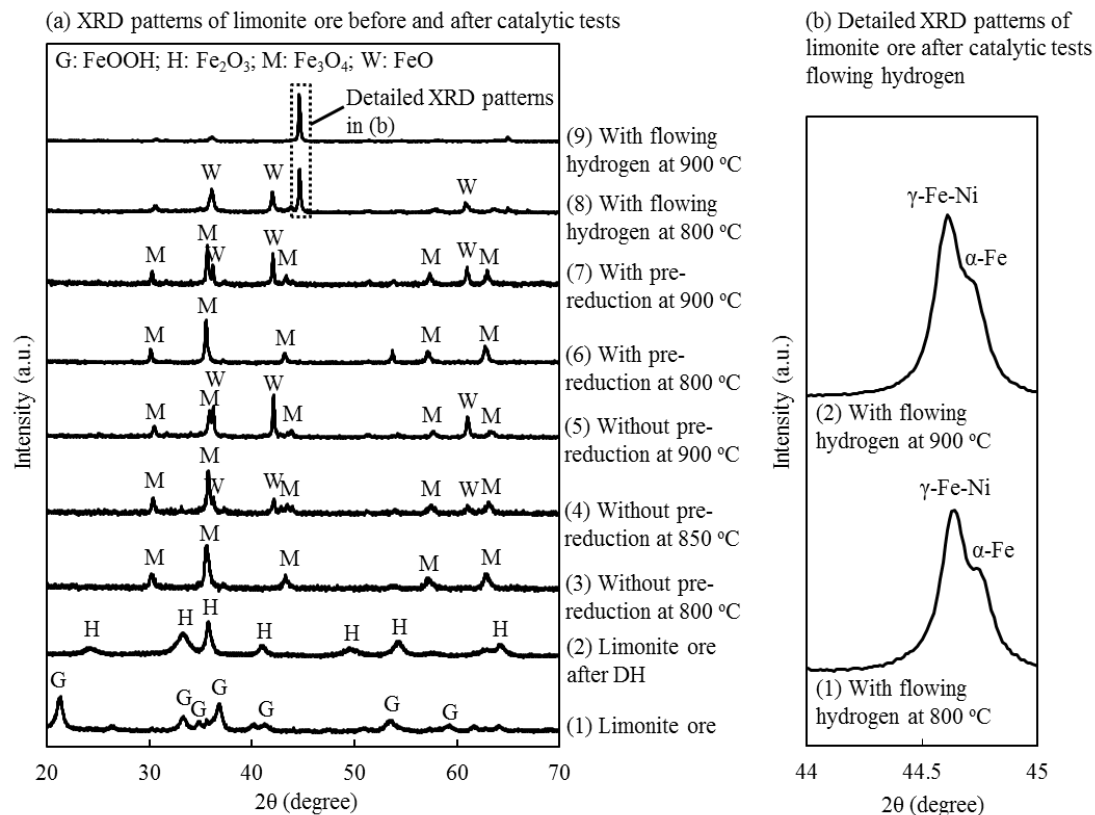 (a) XRD patterns of limonite ore before and after catalytic tests
G: FeOOH; H: Fe₂O₃; M: Fe₃O₄; W: FeO
Detailed XRD patterns
in (b)
(9) With flowing
hydrogen at 900 °C
W W W
(8) With flowing
hydrogen at 800 °C
M M W W M M W M
(7) With pre-
reduction at 900 °C
M M M M M
(6) With pre-
reduction at 800 °C
M W M W M M W M
(5) Without pre-
reduction at 900 °C
M M W W M M W M
(4) Without pre-
reduction at 850 °C
M M M M M
(3) Without pre-
reduction at 800 °C
H H H H H H H
(2) Limonite ore
after DH
G G G G G G G
(1) Limonite ore
20 30 40 50 60 70
2θ (degree)
Intensity (a.u.)
(b) Detailed XRD patterns of
limonite ore after catalytic tests
flowing hydrogen
γ-Fe-Ni
α-Fe
(2) With flowing
hydrogen at 900 °C
γ-Fe-Ni
α-Fe
(1) With flowing
hydrogen at 800 °C
44 44.5 45
2θ (degree)
Intensity (a.u.)